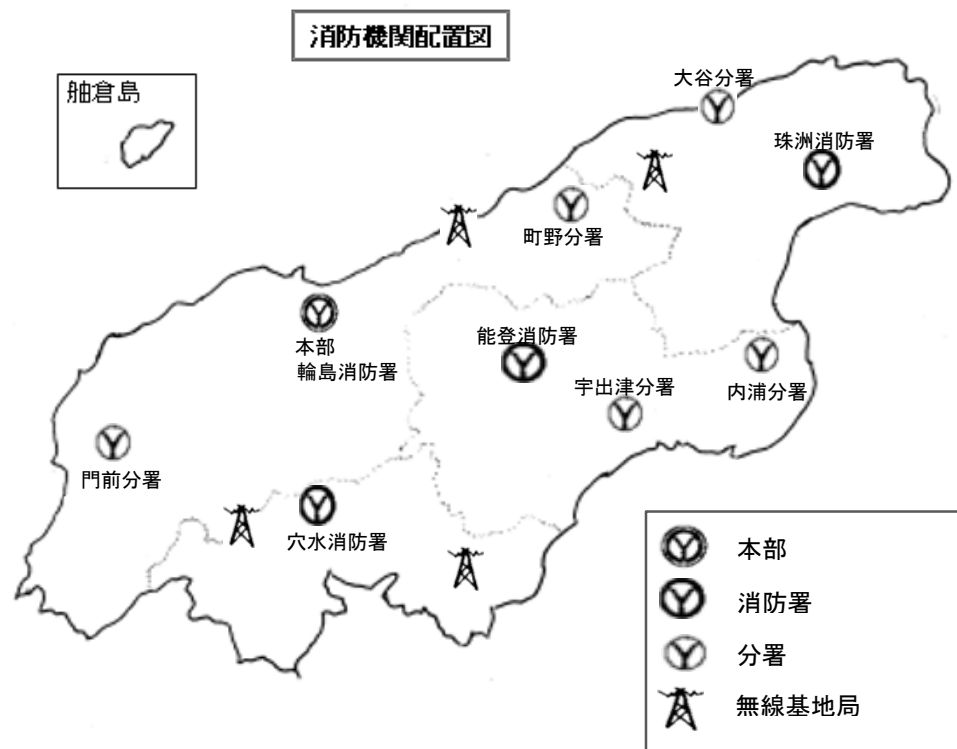 消防機関配置図
舳倉島
大谷分署
珠洲消防署
町野分署
本部
輪島消防署
能登消防署
宇出津分署
内浦分署
門前分署
穴水消防署
本部
消防署
分署
無線基地局